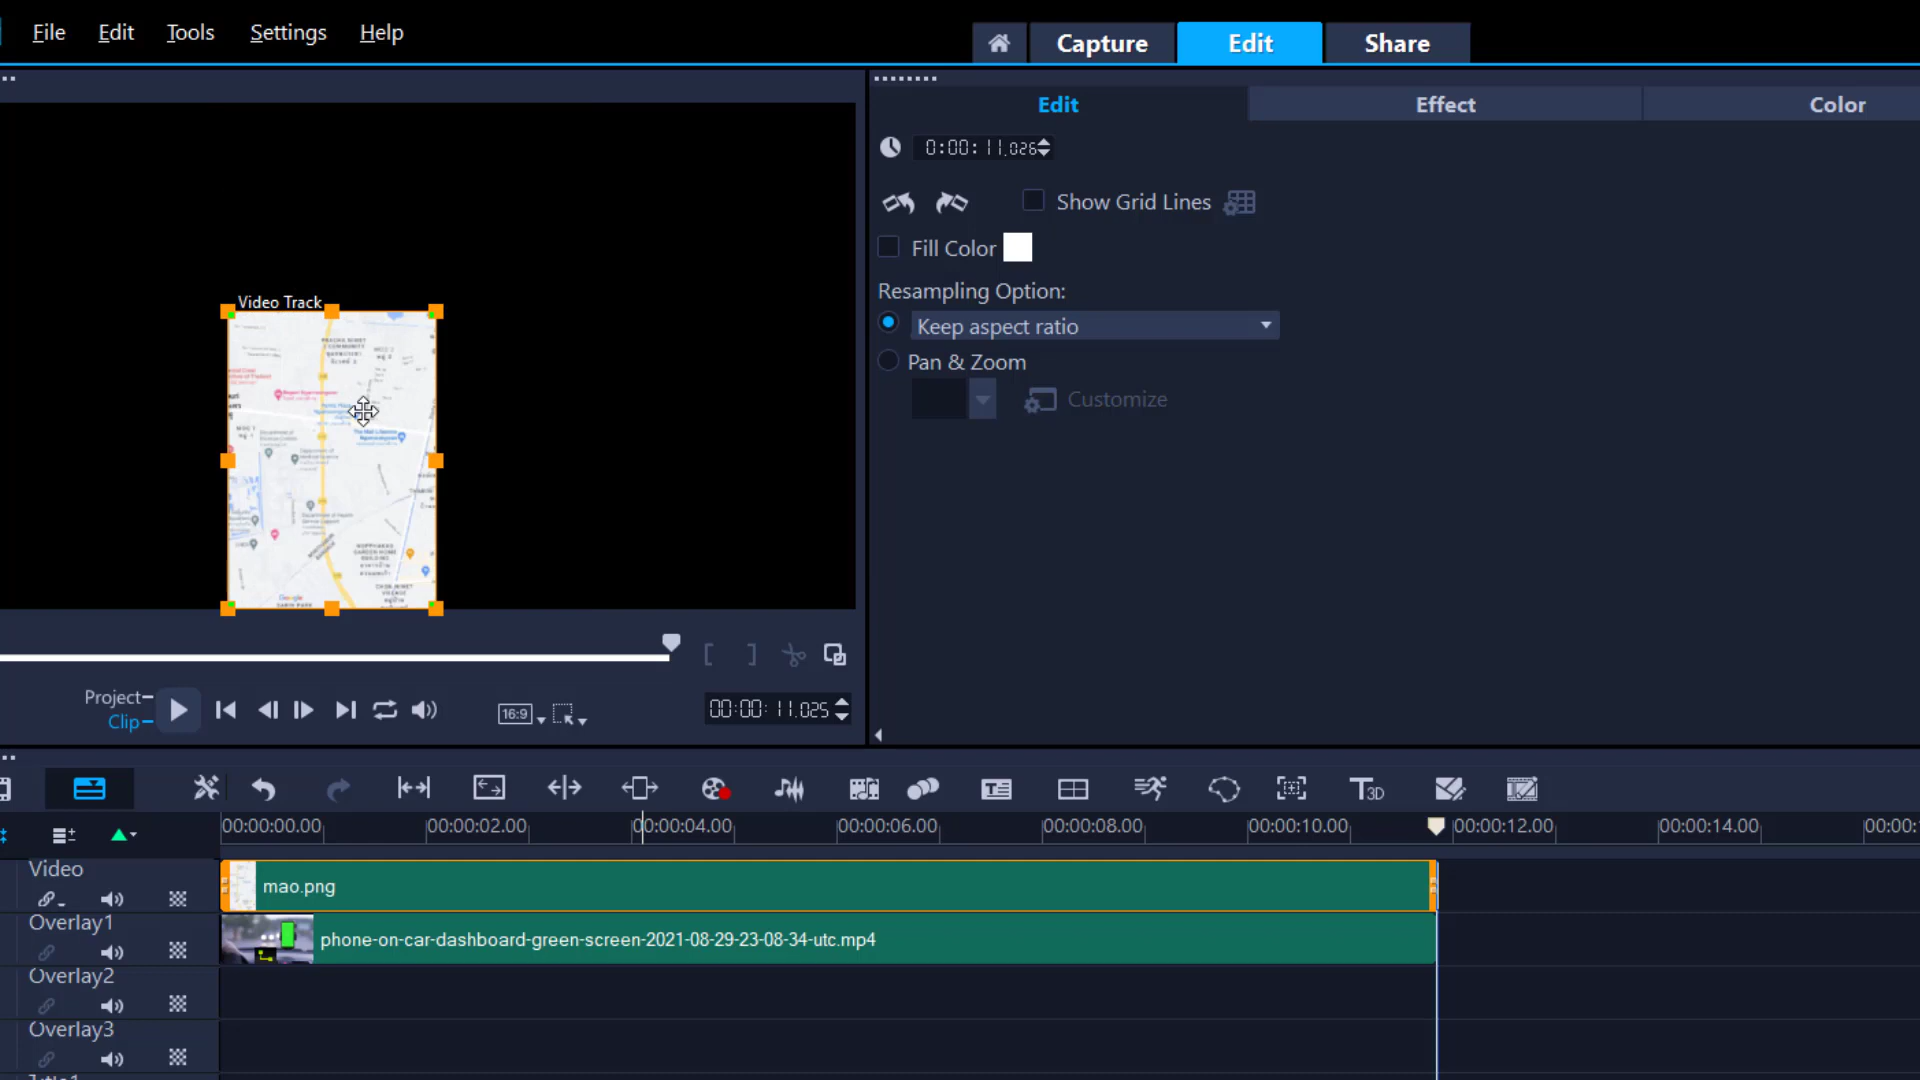 File Edit Tools Settings Help
Capture Edit Share
Edit Effect Color
0:00:11.026
Show Grid Lines
Fill Color
Resampling Option:
Keep aspect ratio
Pan & Zoom
Customize
Video Track
Google
Project
Clip
16:9
00:00:11.025
T3D
00:00:00.00 00:00:02.00 00:00:04.00 00:00:06.00 00:00:08.00 00:00:10.00 00:00:12.00 00:00:14.00 00:00:
Video
mao.png
Overlay1
phone-on-car-dashboard-green-screen-2021-08-29-23-08-34-utc.mp4
Overlay2
Overlay3